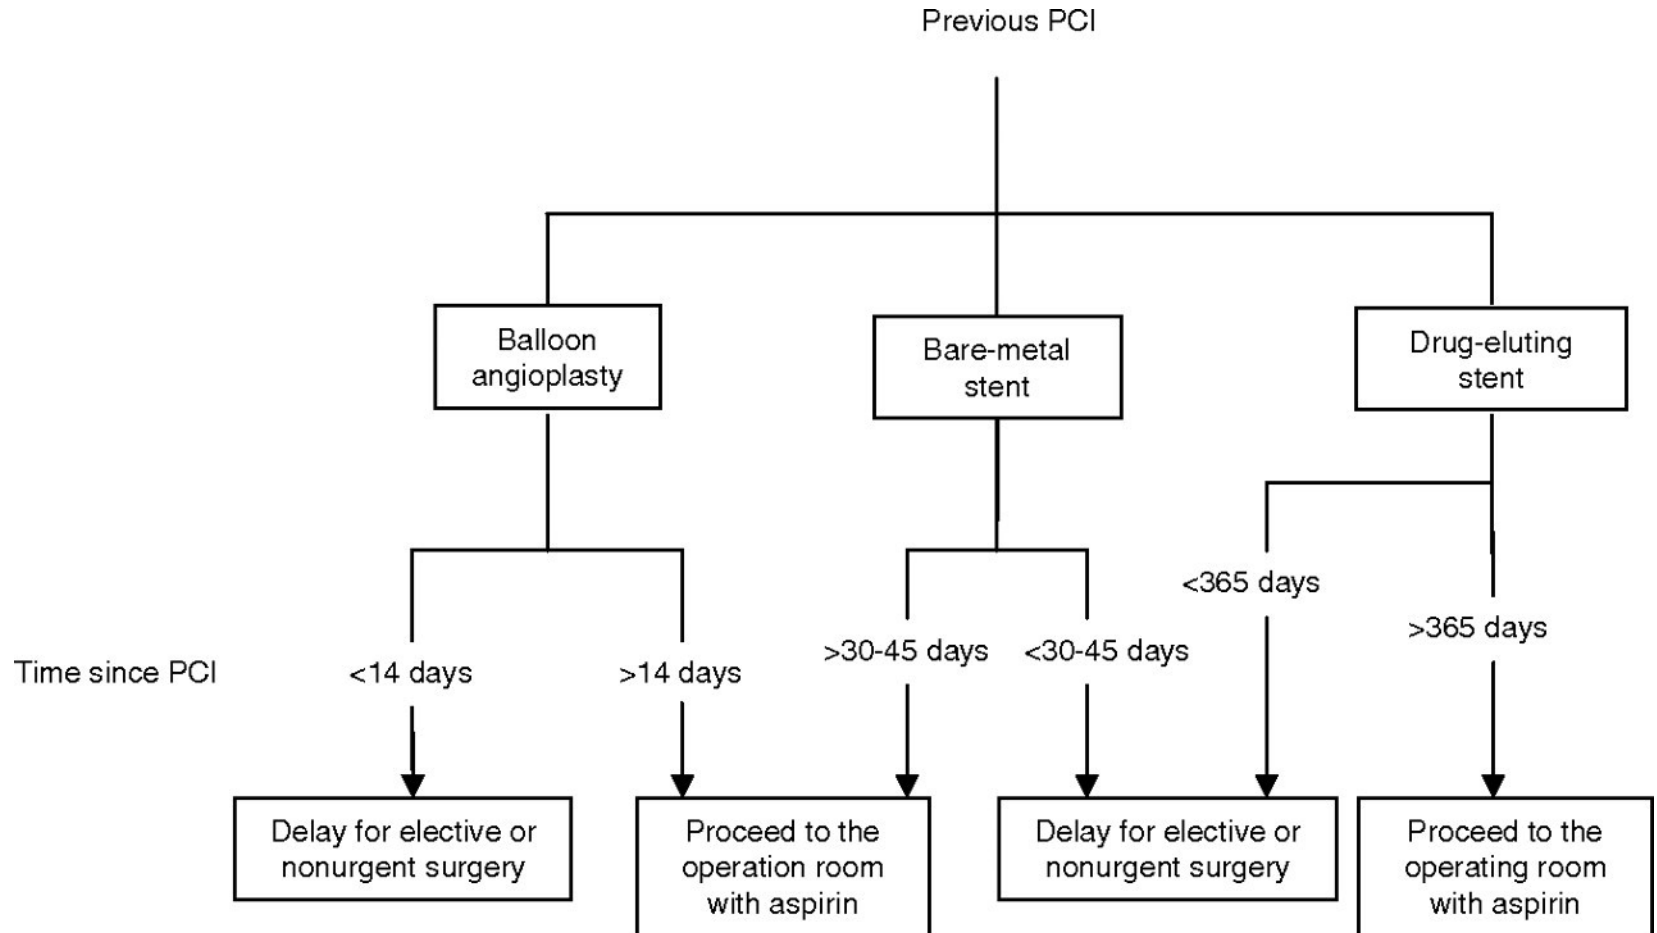 Previous PCI
Balloon
angioplasty
Bare-metal
stent
Drug-eluting
stent
Time since PCI
<14 days
>14 days
>30-45 days
<30-45 days
<365 days
>365 days
Delay for elective or
nonurgent surgery
Proceed to the
operation room
with aspirin
Delay for elective or
nonurgent surgery
Proceed to the
operating room
with aspirin